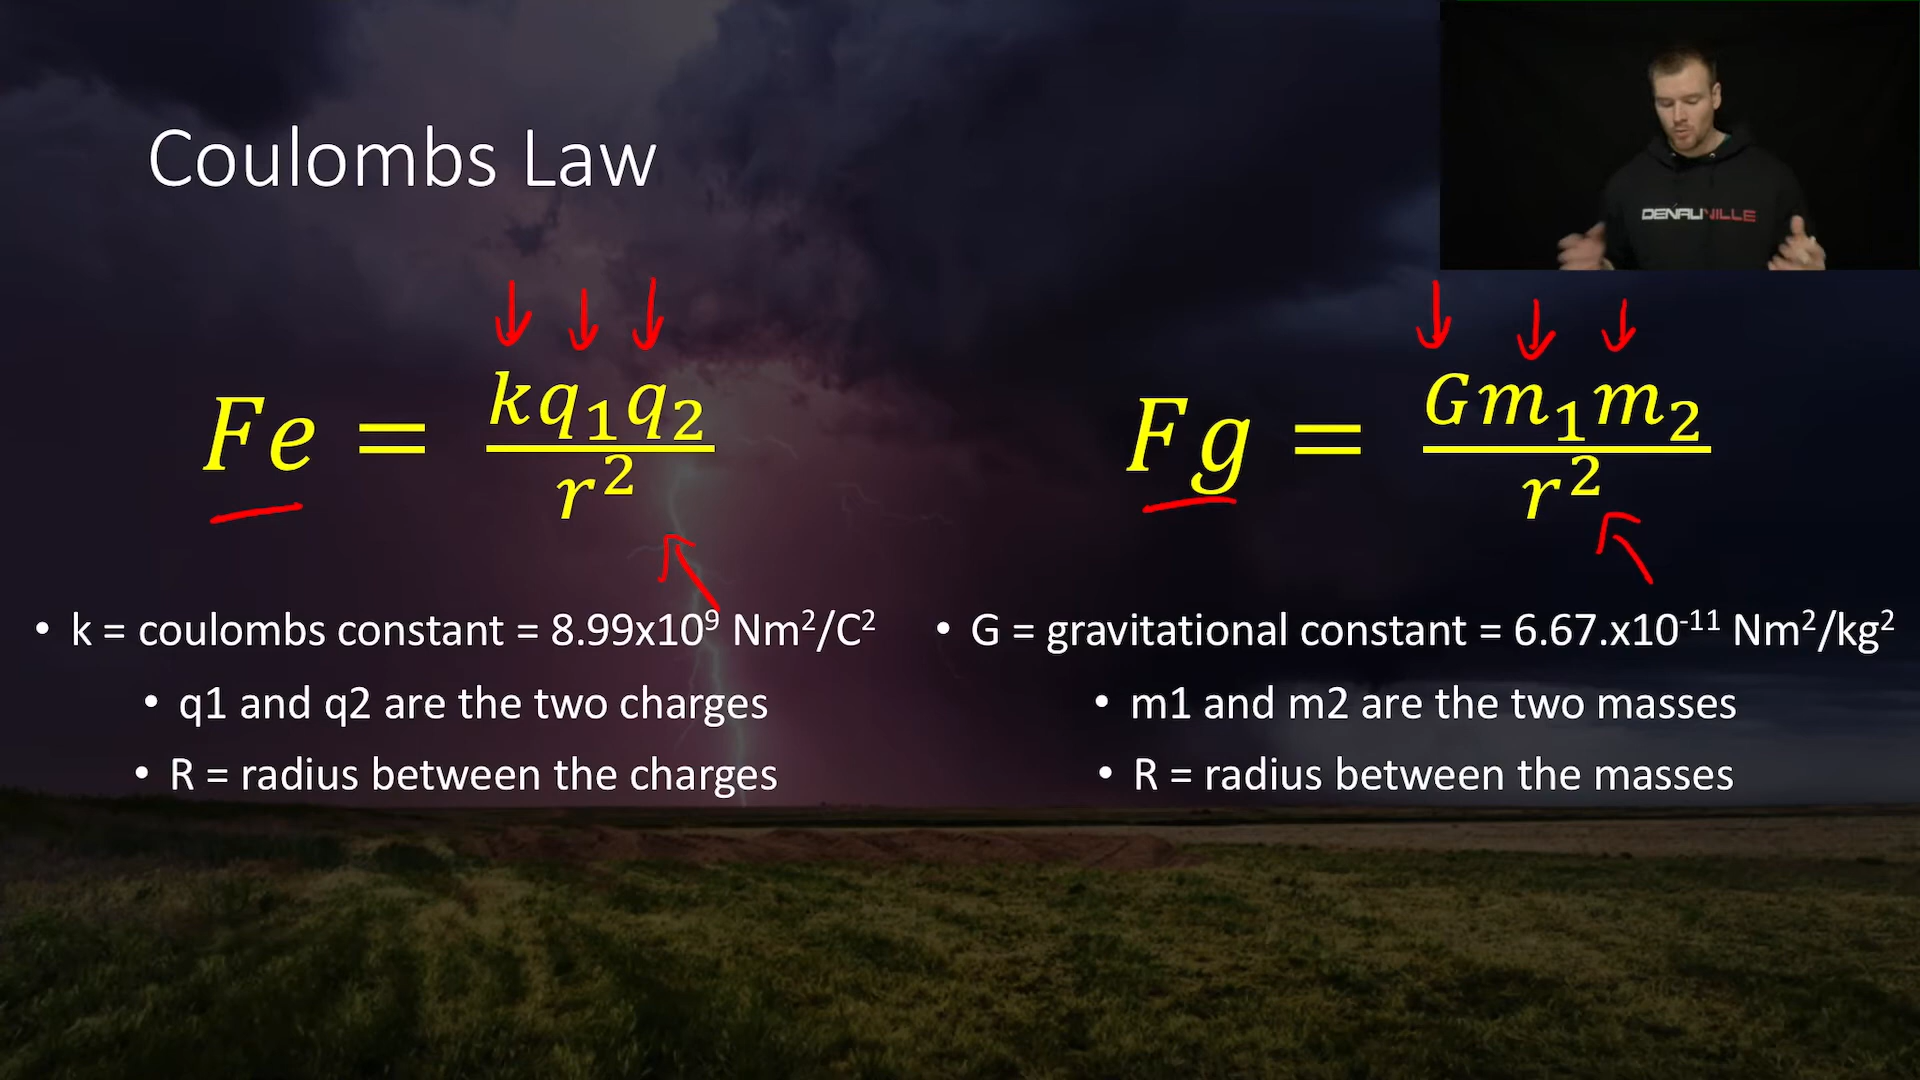 Coulombs Law
DENALIVILLE
Fe = kq₁q₂ / r²
Fg = Gm₁m₂ / r²
• k = coulombs constant = 8.99x10⁹ Nm²/C²
• q1 and q2 are the two charges
• R = radius between the charges
• G = gravitational constant = 6.67.x10⁻¹¹ Nm²/kg²
• m1 and m2 are the two masses
• R = radius between the masses